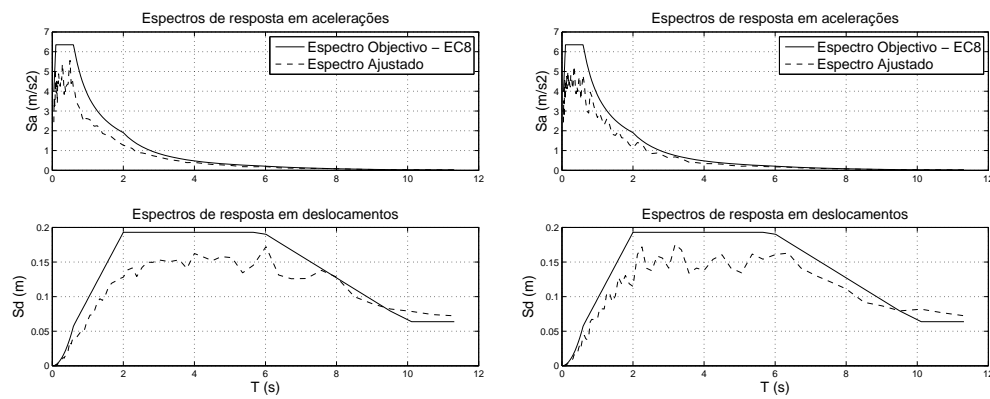 Espectros de resposta em acelerações
7
6
5
4
3
2
1
0
Sa (m/s2)
Espectro Objectivo − EC8
Espectro Ajustado
0 2 4 6 8 10 12
Espectros de resposta em deslocamentos
0.2
0.15
0.1
0.05
0
Sd (m)
0 2 4 6 8 10 12
T (s)
Espectros de resposta em acelerações
7
6
5
4
3
2
1
0
Sa (m/s2)
Espectro Objectivo − EC8
Espectro Ajustado
0 2 4 6 8 10 12
Espectros de resposta em deslocamentos
0.2
0.15
0.1
0.05
0
Sd (m)
0 2 4 6 8 10 12
T (s)